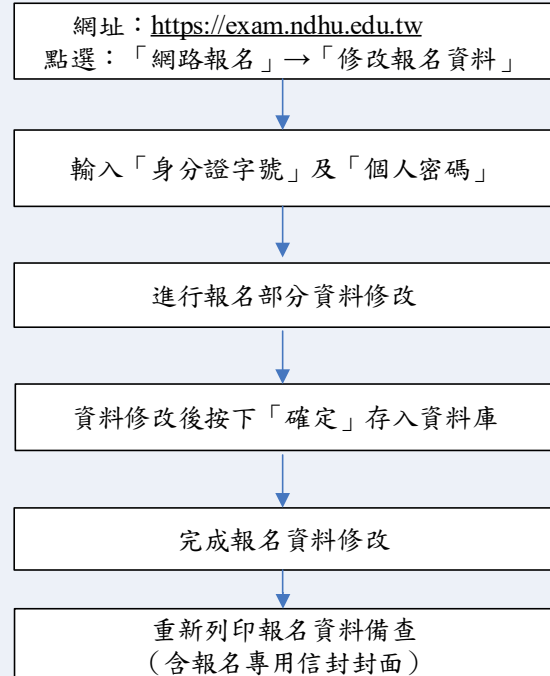 網址：https://exam.ndhu.edu.tw
點選：「網路報名」→「修改報名資料」
輸入「身分證字號」及「個人密碼」
進行報名部分資料修改
資料修改後按下「確定」存入資料庫
完成報名資料修改
重新列印報名資料備查
（含報名專用信封封面）